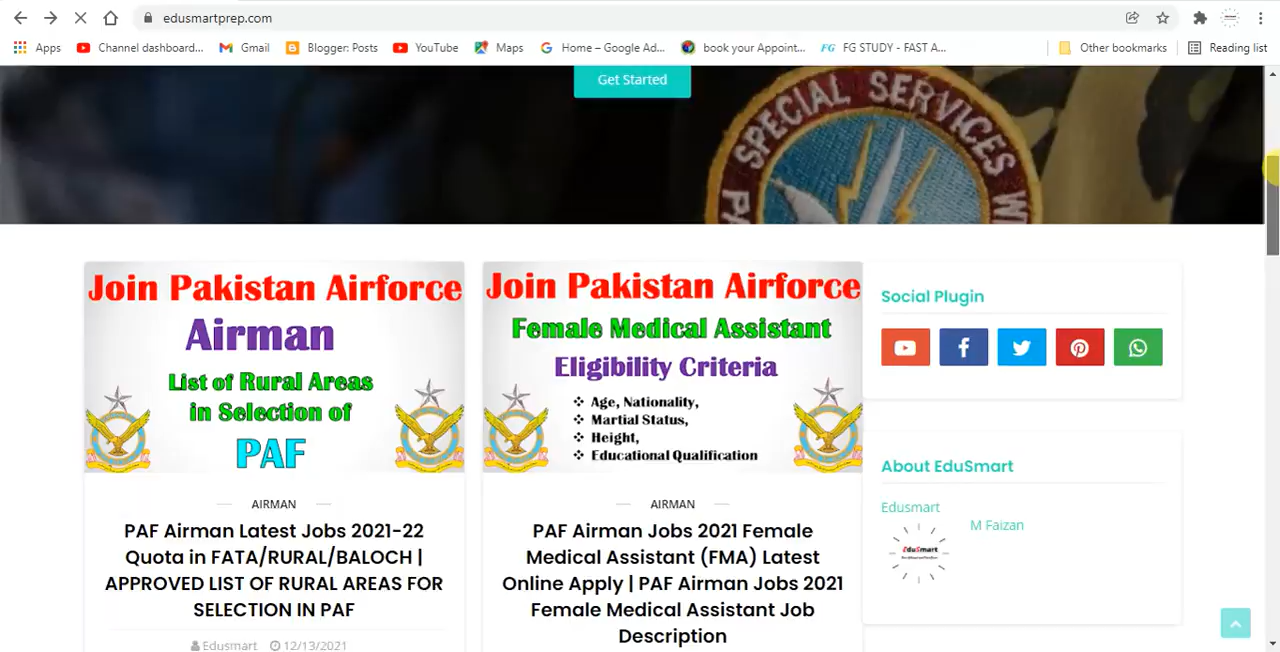 edusmartprep.com
Apps
Channel dashboard...
Gmail
Blogger: Posts
YouTube
Maps
Home – Google Ad...
book your Appoint...
FG STUDY - FAST A...
Other bookmarks
Reading list
Get Started
SPECIAL SERVICES
Join Pakistan Airforce
Airman
List of Rural Areas
in Selection of
PAF
AIRMAN
PAF Airman Latest Jobs 2021-22
Quota in FATA/RURAL/BALOCH |
APPROVED LIST OF RURAL AREAS FOR
SELECTION IN PAF
Edusmart 12/13/2021
Join Pakistan Airforce
Female Medical Assistant
Eligibility Criteria
❖ Age, Nationality,
❖ Martial Status,
❖ Height,
❖ Educational Qualification
AIRMAN
PAF Airman Jobs 2021 Female
Medical Assistant (FMA) Latest
Online Apply | PAF Airman Jobs 2021
Female Medical Assistant Job
Description
Social Plugin
About EduSmart
Edusmart
M Faizan
EduSmart